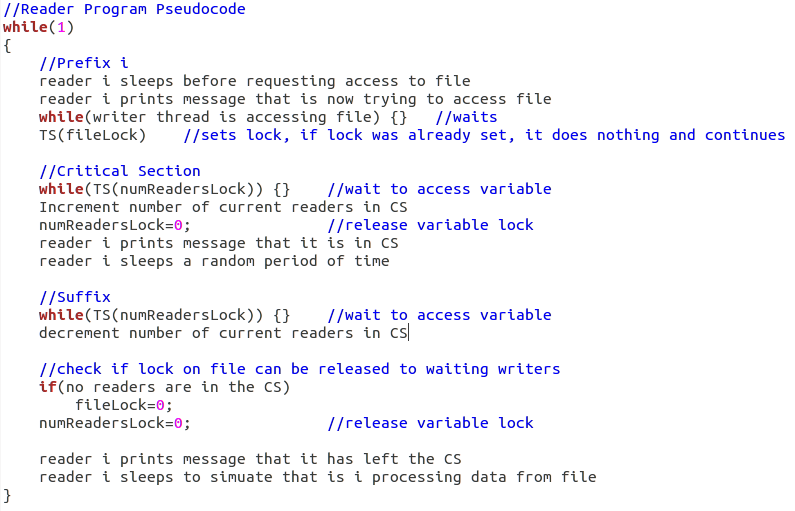 //Reader Program Pseudocode
while(1)
{
    //Prefix i
    reader i sleeps before requesting access to file
    reader i prints message that is now trying to access file
    while(writer thread is accessing file) {}   //waits
    TS(fileLock)    //sets lock, if lock was already set, it does nothing and continues

    //Critical Section
    while(TS(numReadersLock)) {}    //wait to access variable
    Increment number of current readers in CS
    numReadersLock=0;               //release variable lock
    reader i prints message that it is in CS
    reader i sleeps a random period of time

    //Suffix
    while(TS(numReadersLock)) {}    //wait to access variable
    decrement number of current readers in CS

    //check if lock on file can be released to waiting writers
    if(no readers are in the CS)
        fileLock=0;
    numReadersLock=0;               //release variable lock

    reader i prints message that it has left the CS
    reader i sleeps to simuate that is i processing data from file
}